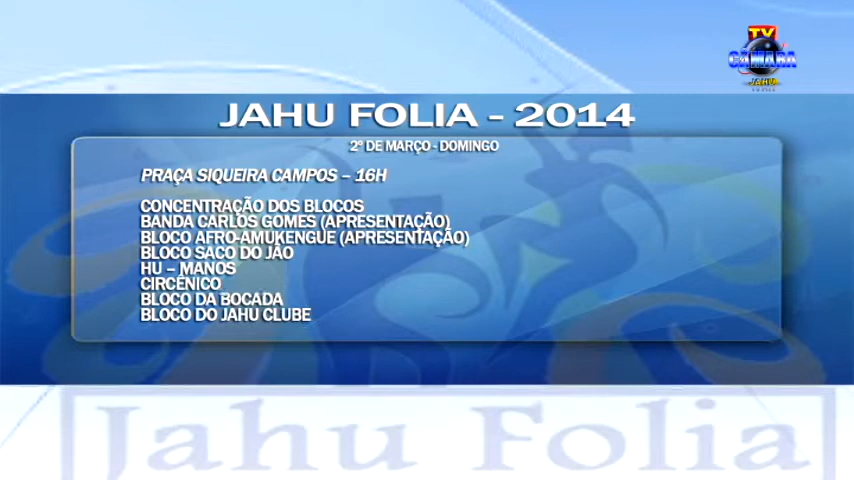 TV
CÂMARA
JAHU
JAHU FOLIA - 2014
2º DE MARÇO - DOMINGO
PRAÇA SIQUEIRA CAMPOS – 16H
CONCENTRAÇÃO DOS BLOCOS
BANDA CARLOS GOMES (APRESENTAÇÃO)
BLOCO AFRO-AMUKENGUE (APRESENTAÇÃO)
BLOCO SACO DO JÃO
HU – MANOS
CIRCÊNICO
BLOCO DA BOCADA
BLOCO DO JAHU CLUBE
Jahu Folia